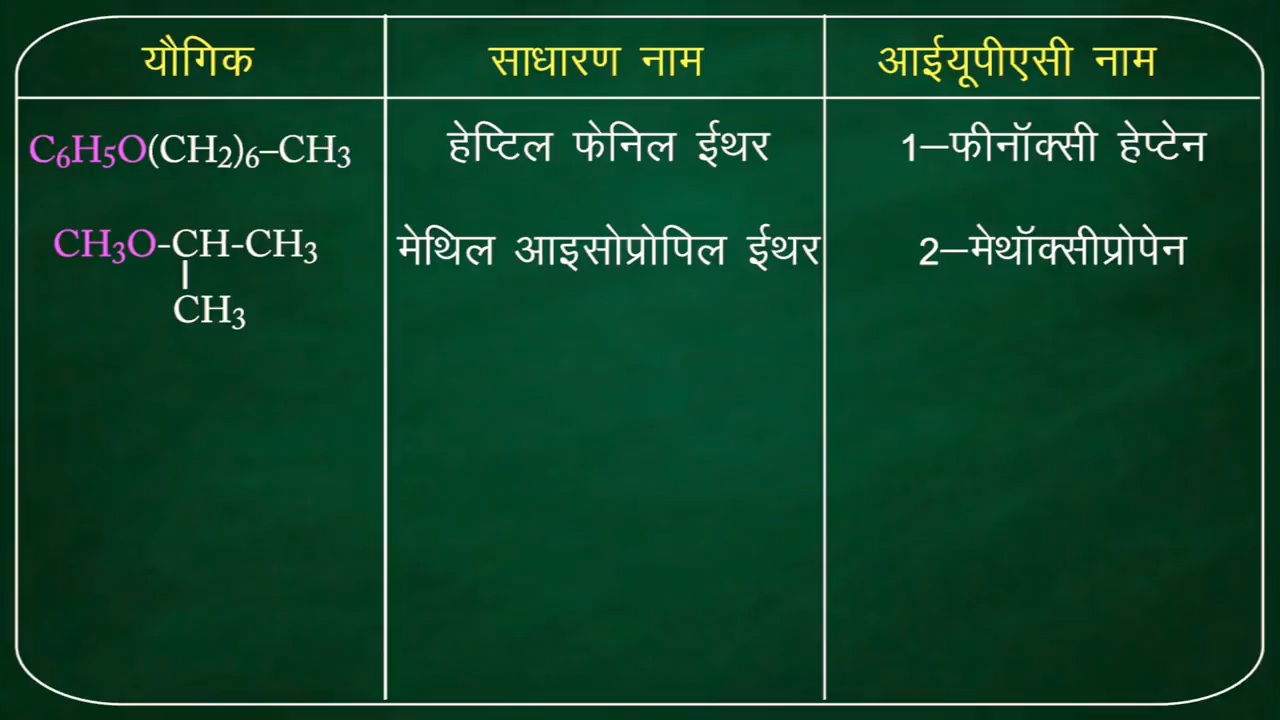 यौगिक साधारण नाम आईयूपीएसी नाम
C₆H₅O(CH₂)₆–CH₃ हेप्टिल फेनिल ईथर 1–फीनॉक्सी हेप्टेन
CH₃O-CH-CH₃ मेथिल आइसोप्रोपिल ईथर 2–मेथॉक्सीप्रोपेन
CH₃